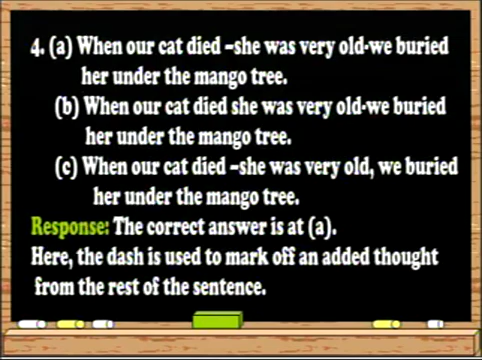 4. (a) When our cat died –she was very old-we buried
her under the mango tree.
(b) When our cat died she was very old-we buried
her under the mango tree.
(c) When our cat died –she was very old, we buried
her under the mango tree.
Response: The correct answer is at (a).
Here, the dash is used to mark off an added thought
from the rest of the sentence.